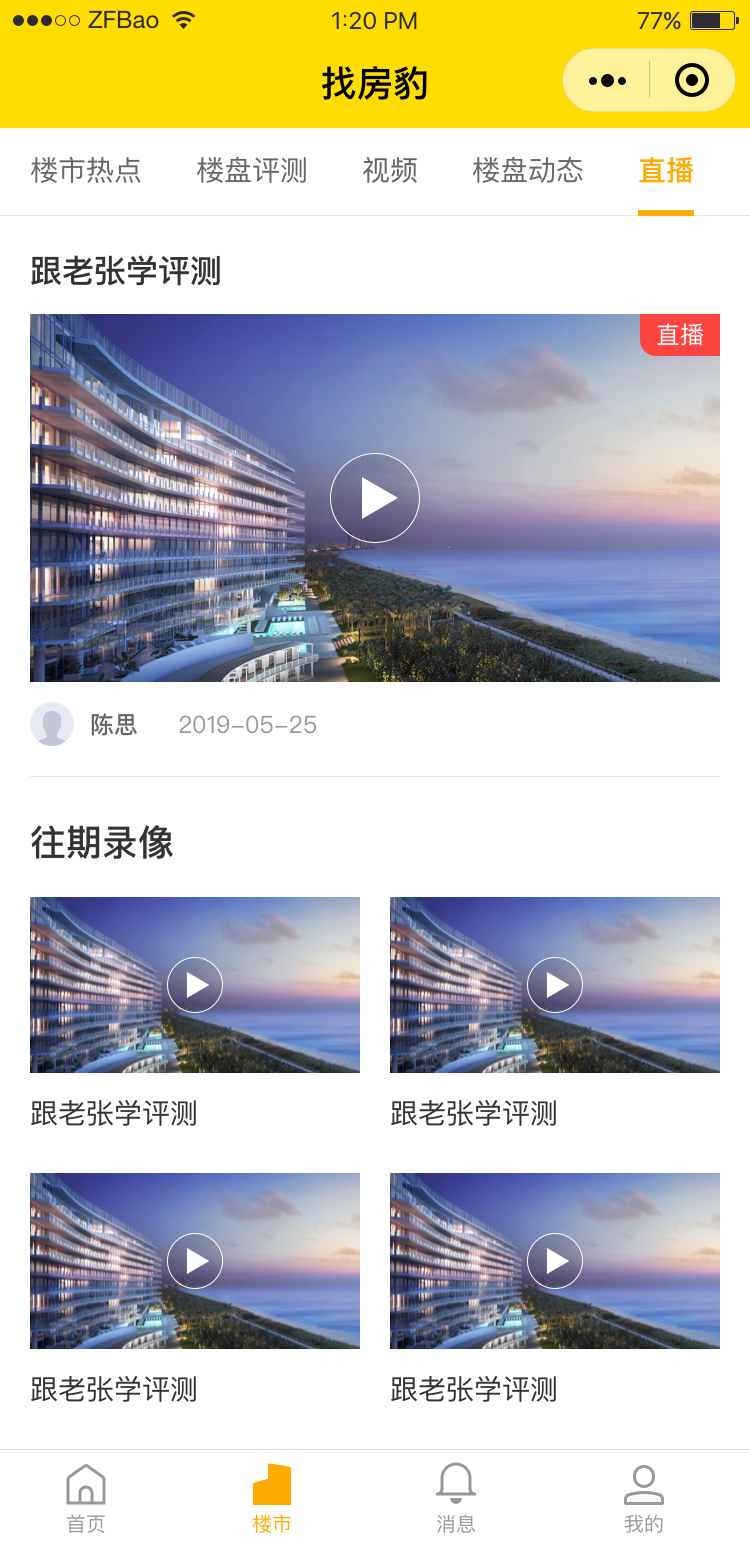 ZFBao
1:20 PM
77%
找房豹
楼市热点 楼盘评测 视频 楼盘动态 直播
跟老张学评测
直播
陈思 2019-05-25
往期录像
跟老张学评测 跟老张学评测
跟老张学评测 跟老张学评测
首页 楼市 消息 我的